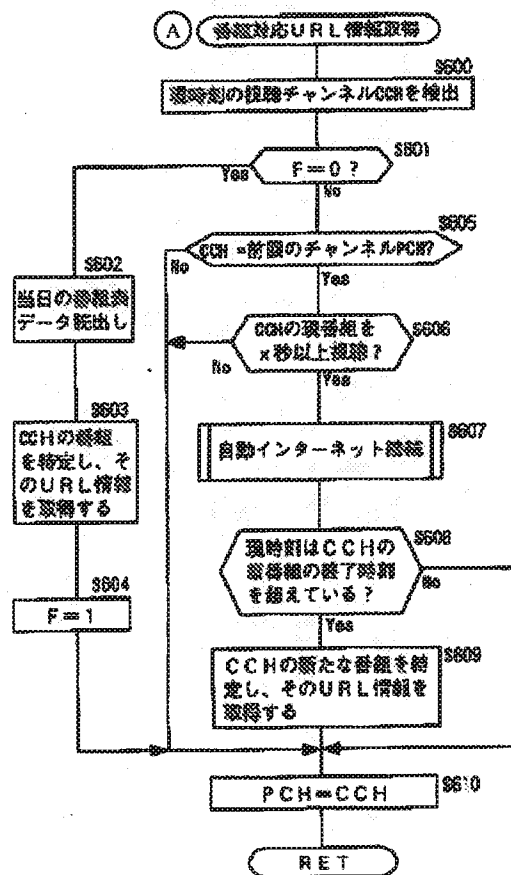 A
番組対応URL情報取得
S600
現時刻の視聴チャンネルCCHを検出
S601
F=0 ?
Yes
No
S605
CCH =前回のチャンネルPCH?
No
Yes
S602
当日の番組表
データ読出し
S606
CCHの現番組を
x秒以上視聴?
No
Yes
S603
CCHの番組
を特定し、そ
のURL情報
を取得する
S607
自動インターネット接続
S608
現時刻はCCHの
現番組の終了時刻
を超えている?
No
Yes
S604
F=1
S609
CCHの新たな番組を特
定し、そのURL情報を
取得する
PCH=CCH
S610
RET